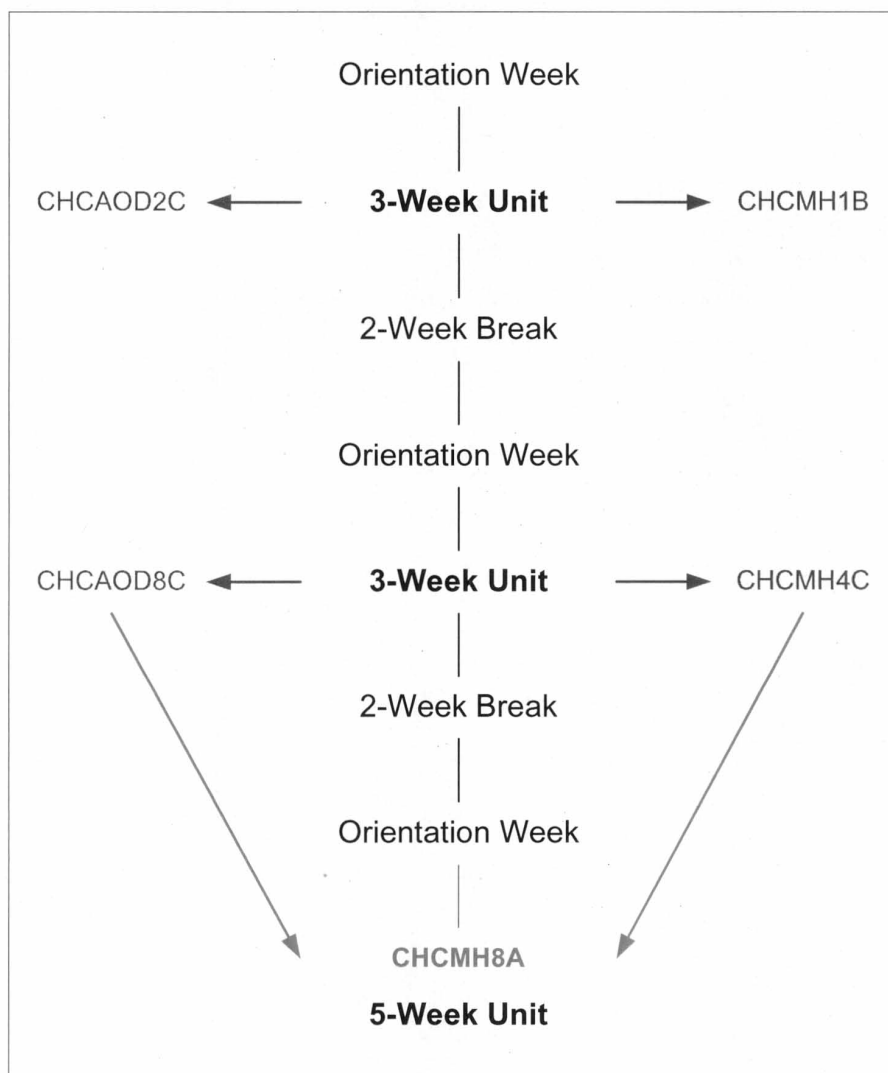 Orientation Week
CHCAOD2C 3-Week Unit CHCMH1B
2-Week Break
Orientation Week
CHCAOD8C 3-Week Unit CHCMH4C
2-Week Break
Orientation Week
CHCMH8A
5-Week Unit